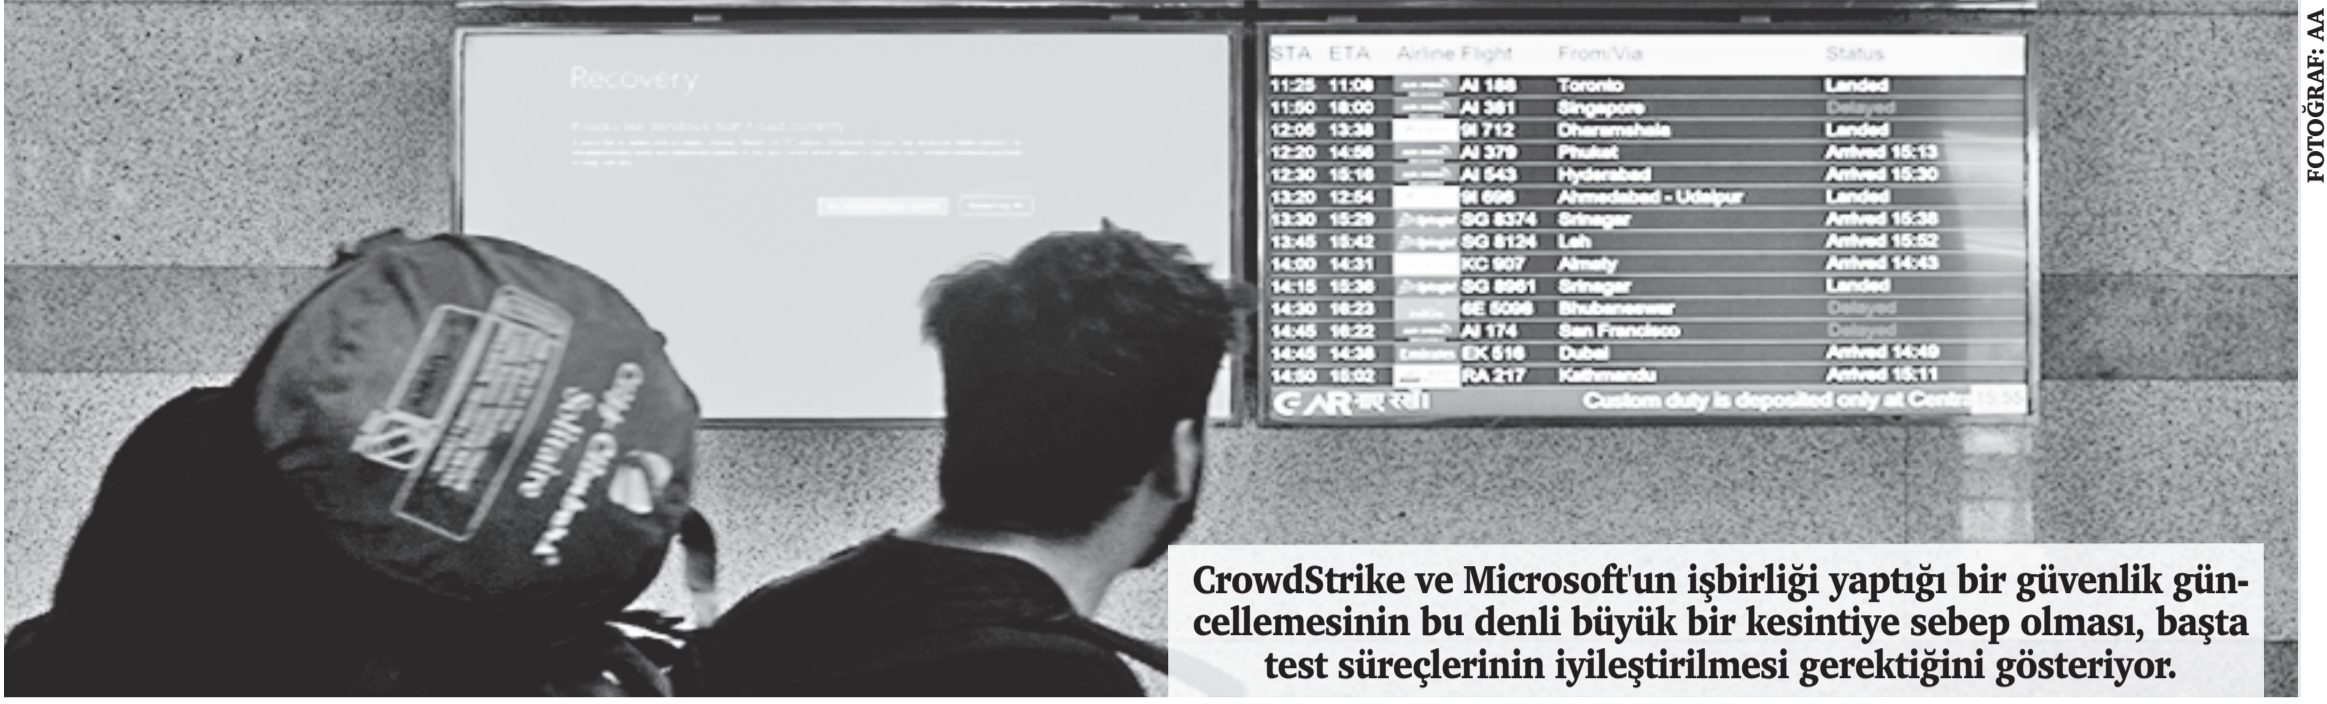 Recovery
STA ETA Airline Flight From/Via Status
11:25 11:08 AI 188 Toronto Landed
11:50 18:00 AI 381 Singapore Delayed
12:05 13:38 9I 712 Dharamshala Landed
12:20 14:56 AI 379 Phuket Arrived 15:13
12:30 15:16 AI 543 Hyderabad Arrived 15:30
13:20 12:54 9I 696 Ahmedabad - Udaipur Landed
13:30 15:29 SG 8374 Srinagar Arrived 15:38
13:45 15:42 SG 8124 Leh Arrived 15:52
14:00 14:31 KC 907 Almaty Arrived 14:43
14:15 15:36 SG 8961 Srinagar Landed
14:30 16:23 6E 5098 Bhubaneswar Delayed
14:45 16:22 AI 174 San Francisco Delayed
14:45 14:38 Emirates EK 516 Dubai Arrived 14:49
14:50 15:02 RA 217 Kathmandu Arrived 15:11
Custom duty is deposited only at Centra 15:55
CrowdStrike ve Microsoft'un işbirliği yaptığı bir güvenlik gün-
cellemesinin bu denli büyük bir kesintiye sebep olması, başta
test süreçlerinin iyileştirilmesi gerektiğini gösteriyor.
FOTOĞRAF: AA